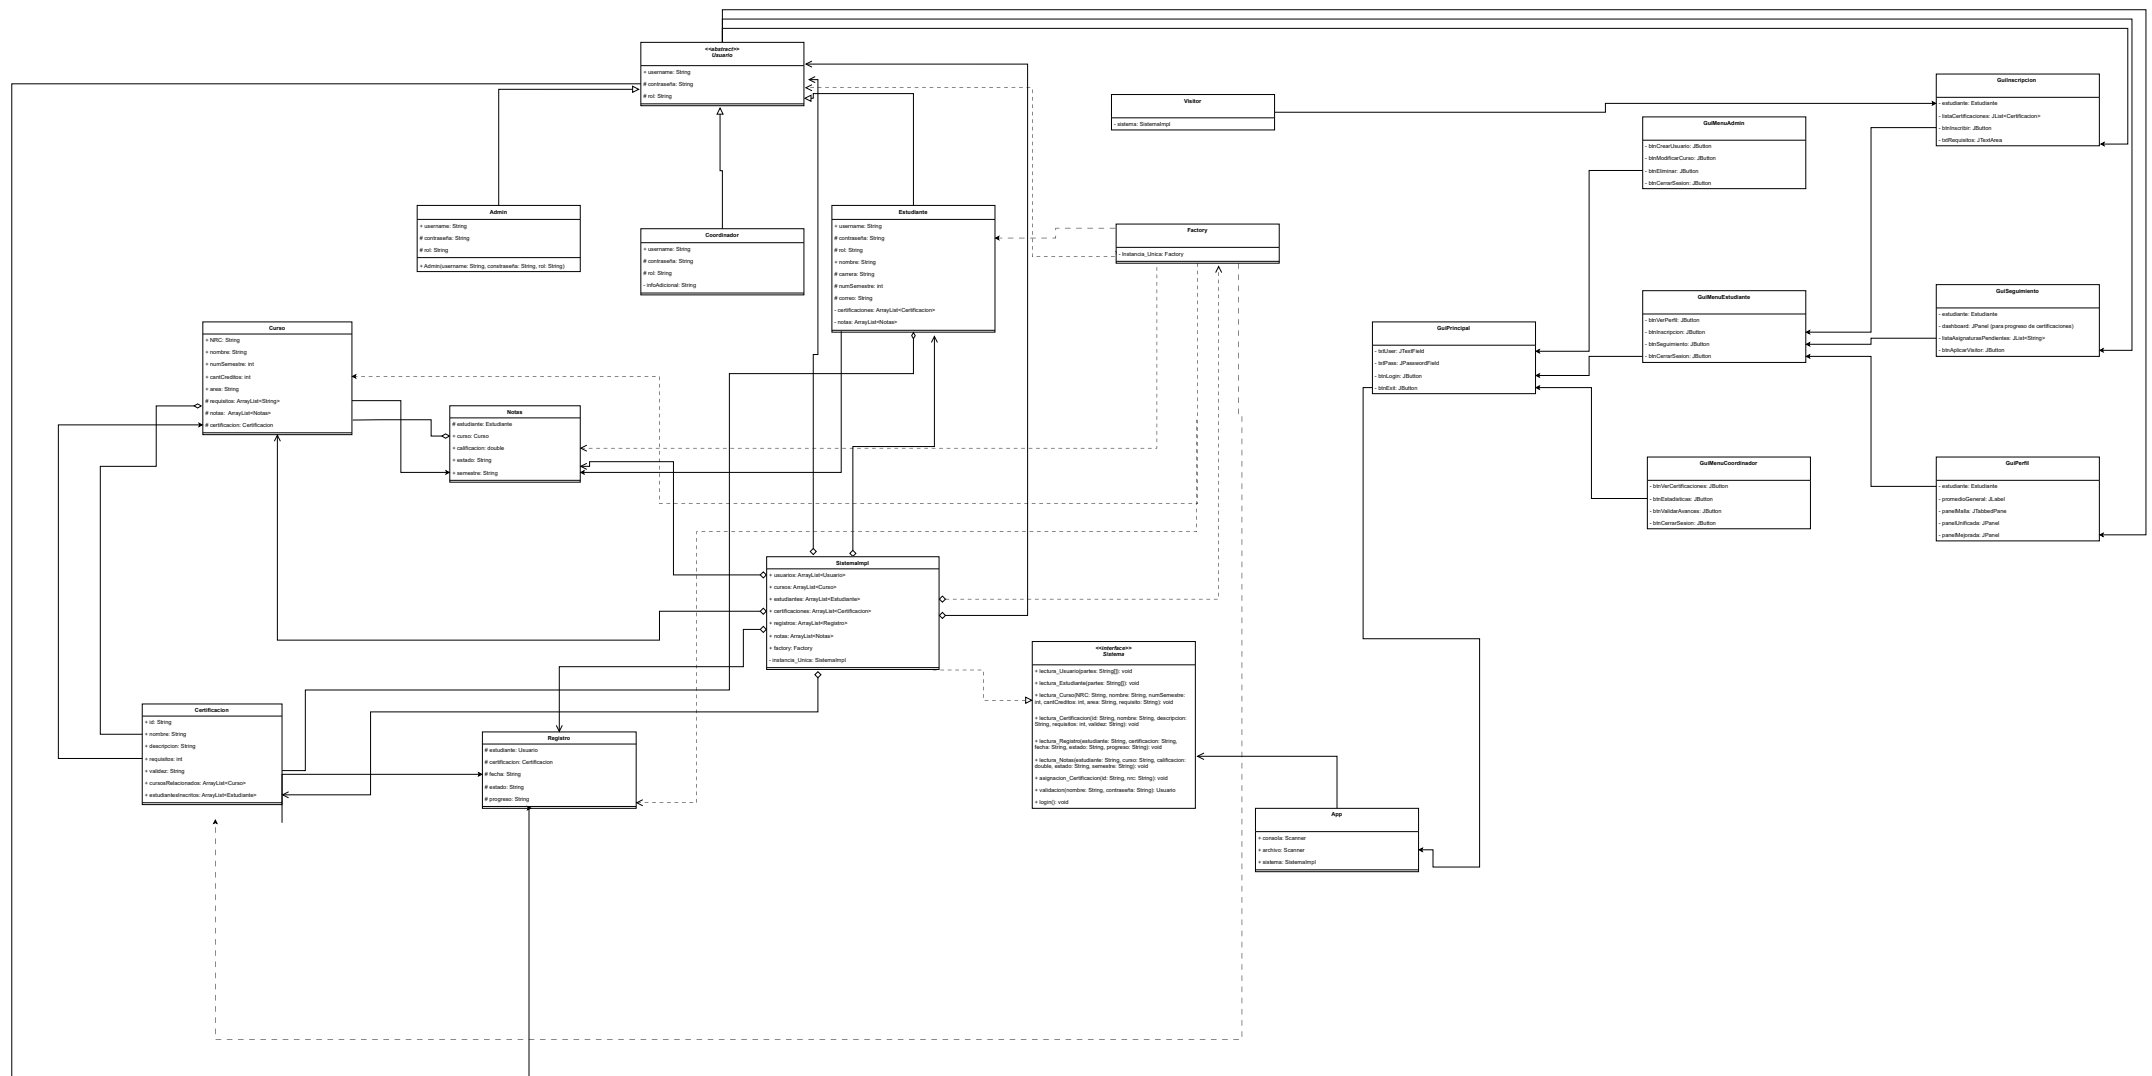 <<abstract>>
Usuario
+ username: String
# contraseña: String
# rol: String
Visitor
- sistema: SistemaImpl
GuiInscripcion
- estudiante: Estudiante
- listaCertificaciones: JList<Certificacion>
- btnInscribir: JButton
- txtRequisitos: JTextArea
GuiMenuAdmin
- btnCrearUsuario: JButton
- btnModificarCurso: JButton
- btnEliminar: JButton
- btnCerrarSesion: JButton
Admin
+ username: String
# contraseña: String
# rol: String
+ Admin(username: String, constraseña: String, rol: String)
Coordinador
+ username: String
# contraseña: String
# rol: String
- infoAdicional: String
Estudiante
+ username: String
# contraseña: String
# rol: String
+ nombre: String
# carrera: String
# numSemestre: int
# correo: String
- certificaciones: ArrayList<Certificacion>
- notas: ArrayList<Notas>
Factory
- Instancia_Unica: Factory
GuiMenuEstudiante
- btnVerPerfil: JButton
- btnInscripcion: JButton
- btnSeguimiento: JButton
- btnCerrarSesion: JButton
GuiSeguimiento
- estudiante: Estudiante
- dashboard: JPanel (para progreso de certificaciones)
- listaAsignaturasPendientes: JList<String>
- btnAplicarVisitor: JButton
Curso
+ NRC: String
+ nombre: String
+ numSemestre: int
+ cantCreditos: int
+ area: String
# requisitos: ArrayList<String>
# notas: ArrayList<Notas>
# certificacion: Certificacion
GuiPrincipal
- txtUser: JTextField
- txtPass: JPasswordField
- btnLogin: JButton
- btnExit: JButton
Notas
# estudiante: Estudiante
+ curso: Curso
+ calificacion: double
+ estado: String
+ semestre: String
GuiMenuCoordinador
- btnVerCertificaciones: JButton
- btnEstadisticas: JButton
- btnValidarAvances: JButton
- btnCerrarSesion: JButton
GuiPerfil
- estudiante: Estudiante
- promedioGeneral: JLabel
- panelMalla: JTabbedPane
- panelUnificada: JPanel
- panelMejorada: JPanel
SistemaImpl
+ usuarios: ArrayList<Usuario>
+ cursos: ArrayList<Curso>
+ estudiantes: ArrayList<Estudiante>
+ certificaciones: ArrayList<Certificacion>
+ registros: ArrayList<Registro>
+ notas: ArrayList<Notas>
+ factory: Factory
- instancia_Unica: SistemaImpl
<<interface>>
Sistema
+ lectura_Usuario(partes: String[]): void
+ lectura_Estudiante(partes: String[]): void
+ lectura_Curso(NRC: String, nombre: String, numSemestre:
int, cantCreditos: int, area: String, requisito: String): void
+ lectura_Certificacion(id: String, nombre: String, descripcion:
String, requisitos: int, validez: String): void
+ lectura_Registro(estudiante: String, certificacion: String,
fecha: String, estado: String, progreso: String): void
+ lectura_Notas(estudiante: String, curso: String, calificacion:
double, estado: String, semestre: String): void
+ asignacion_Certificacion(id: String, nrc: String): void
+ validacion(nombre: String, contraseña: String): Usuario
+ login(): void
Certificacion
+ id: String
+ nombre: String
+ descripcion: String
+ requisitos: int
+ validez: String
+ cursosRelacionados: ArrayList<Curso>
+ estudiantesInscritos: ArrayList<Estudiante>
Registro
# estudiante: Usuario
# certificacion: Certificacion
# fecha: String
# estado: String
# progreso: String
App
+ consola: Scanner
+ archivo: Scanner
+ sistema: SistemaImpl